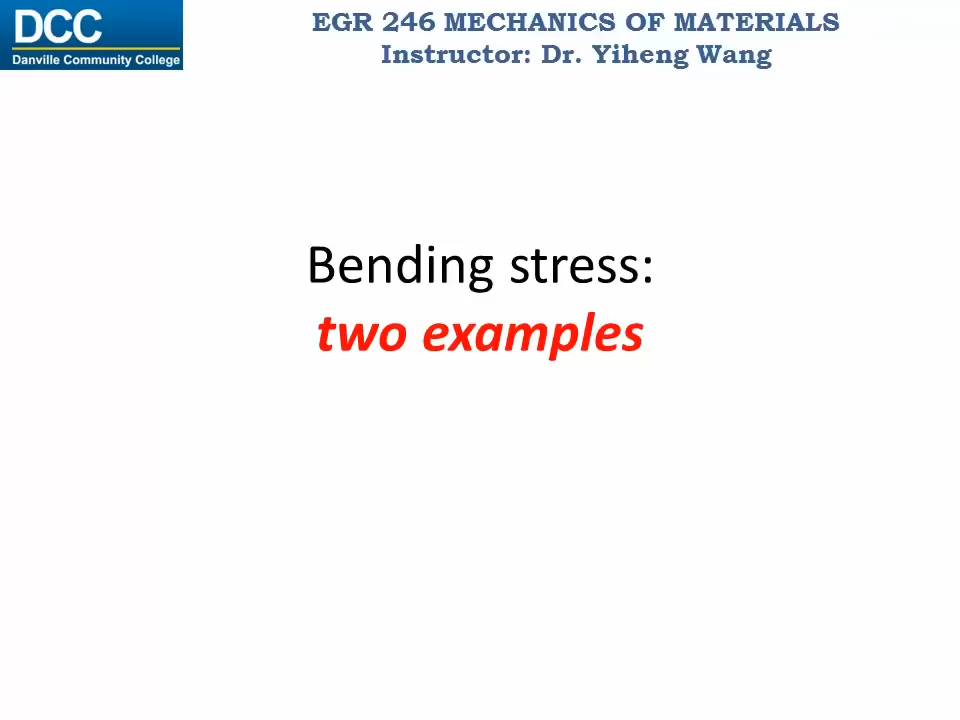 DCC
Danville Community College
EGR 246 MECHANICS OF MATERIALS
Instructor: Dr. Yiheng Wang
Bending stress:
two examples